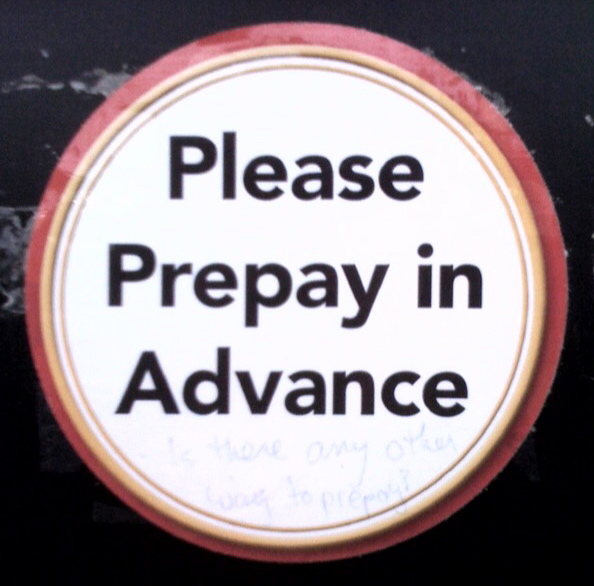 Please
Prepay in
Advance
Is there any other
way to prepay?